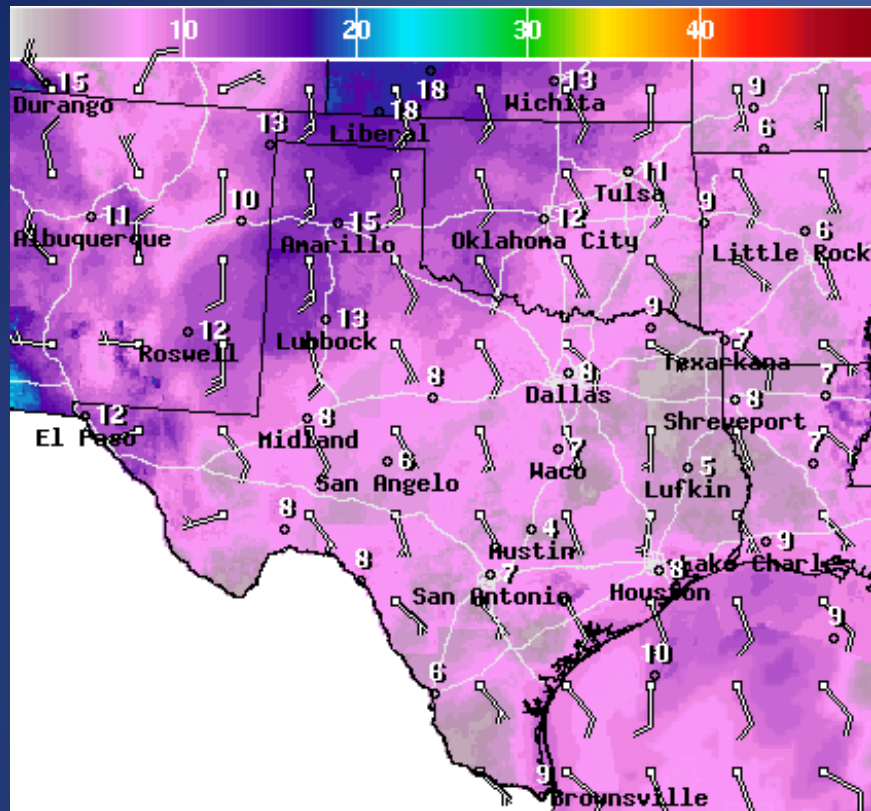 10 20 30 40
15
Durango
18
13
Wichita
9
18
Liberal
13
6
11
Tulsa
11
Albuquerque
10
15
Amarillo
12
Oklahoma City
9
6
Little Rock
12
Roswell
13
Lubbock
9
7
Texarkana
8
Dallas
8
12
El Paso
8
Midland
8
Shreveport
7
6
San Angelo
7
Waco
5
Lufkin
7
8
4
Austin
9
Lake Charles
8
7
San Antonio
8
Houston
9
6
10
9
Brownsville